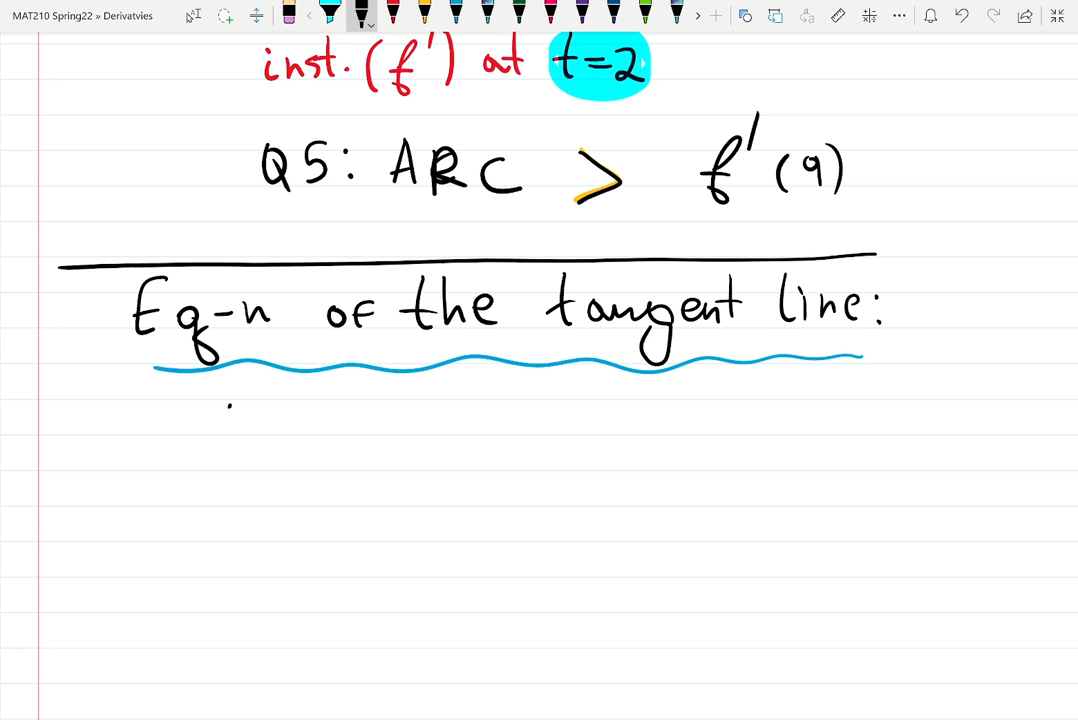 MAT210 Spring22 » Derivatvies
inst. (f') at t=2
Q5: ARC > f'(9)
Eq-n of the tangent line: